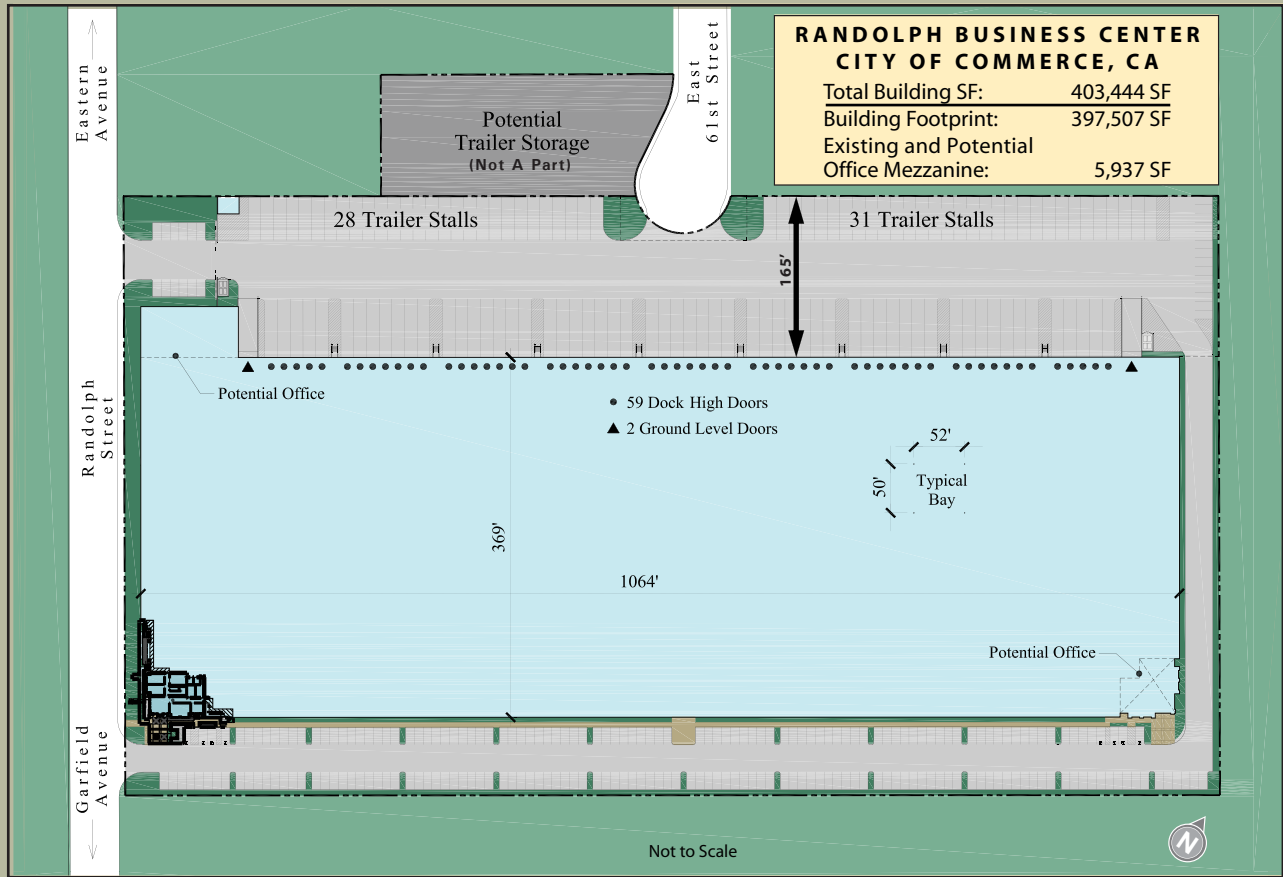 RANDOLPH BUSINESS CENTER
CITY OF COMMERCE, CA
Total Building SF: 403,444 SF
Building Footprint: 397,507 SF
Existing and Potential
Office Mezzanine: 5,937 SF
Eastern
Avenue
East
61st Street
Potential
Trailer Storage
(Not A Part)
28 Trailer Stalls
31 Trailer Stalls
165'
Potential Office
59 Dock High Doors
2 Ground Level Doors
Randolph
Street
52'
50'
Typical
Bay
369'
1064'
Potential Office
Garfield
Avenue
Not to Scale
N